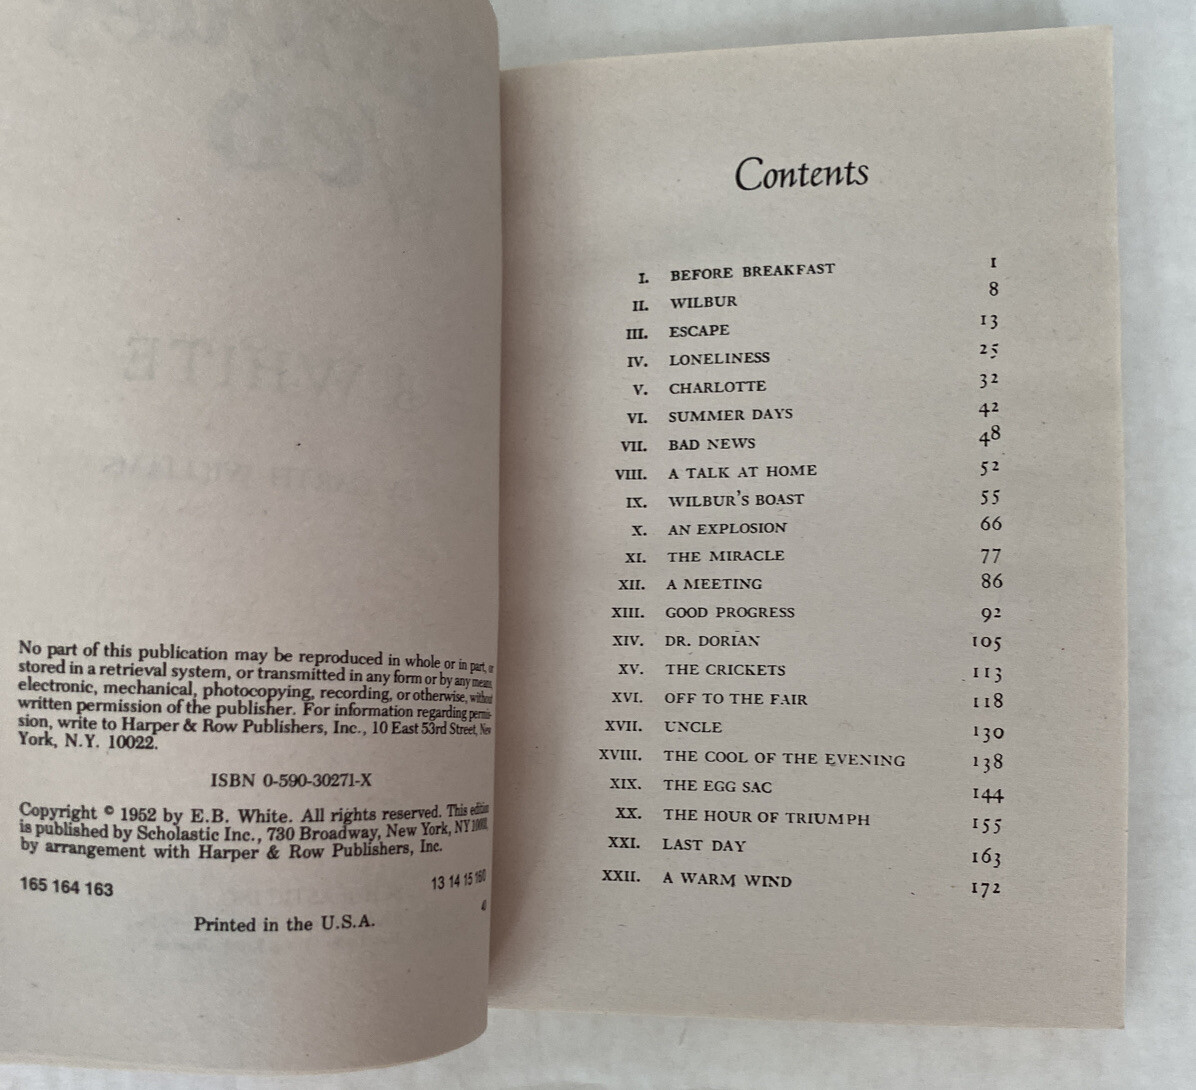 No part of this publication may be reproduced in whole or in part, or
stored in a retrieval system, or transmitted in any form or by any means,
electronic, mechanical, photocopying, recording, or otherwise, without
written permission of the publisher. For information regarding permis-
sion, write to Harper & Row Publishers, Inc., 10 East 53rd Street, New
York, N.Y. 10022.
ISBN 0-590-30271-X
Copyright © 1952 by E.B. White. All rights reserved. This edition
is published by Scholastic Inc., 730 Broadway, New York, NY
by arrangement with Harper & Row Publishers, Inc.
165 164 163 13 14 15 160
Printed in the U.S.A.
Contents
I. BEFORE BREAKFAST 1
II. WILBUR 8
III. ESCAPE 13
IV. LONELINESS 25
V. CHARLOTTE 32
VI. SUMMER DAYS 42
VII. BAD NEWS 48
VIII. A TALK AT HOME 52
IX. WILBUR'S BOAST 55
X. AN EXPLOSION 66
XI. THE MIRACLE 77
XII. A MEETING 86
XIII. GOOD PROGRESS 92
XIV. DR. DORIAN 105
XV. THE CRICKETS 113
XVI. OFF TO THE FAIR 118
XVII. UNCLE 130
XVIII. THE COOL OF THE EVENING 138
XIX. THE EGG SAC 144
XX. THE HOUR OF TRIUMPH 155
XXI. LAST DAY 163
XXII. A WARM WIND 172